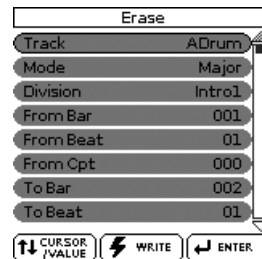 Erase
Track ADrum
Mode Major
Division Intro1
From Bar 001
From Beat 01
From Cpt 000
To Bar 002
To Beat 01
CURSOR /VALUE WRITE ENTER